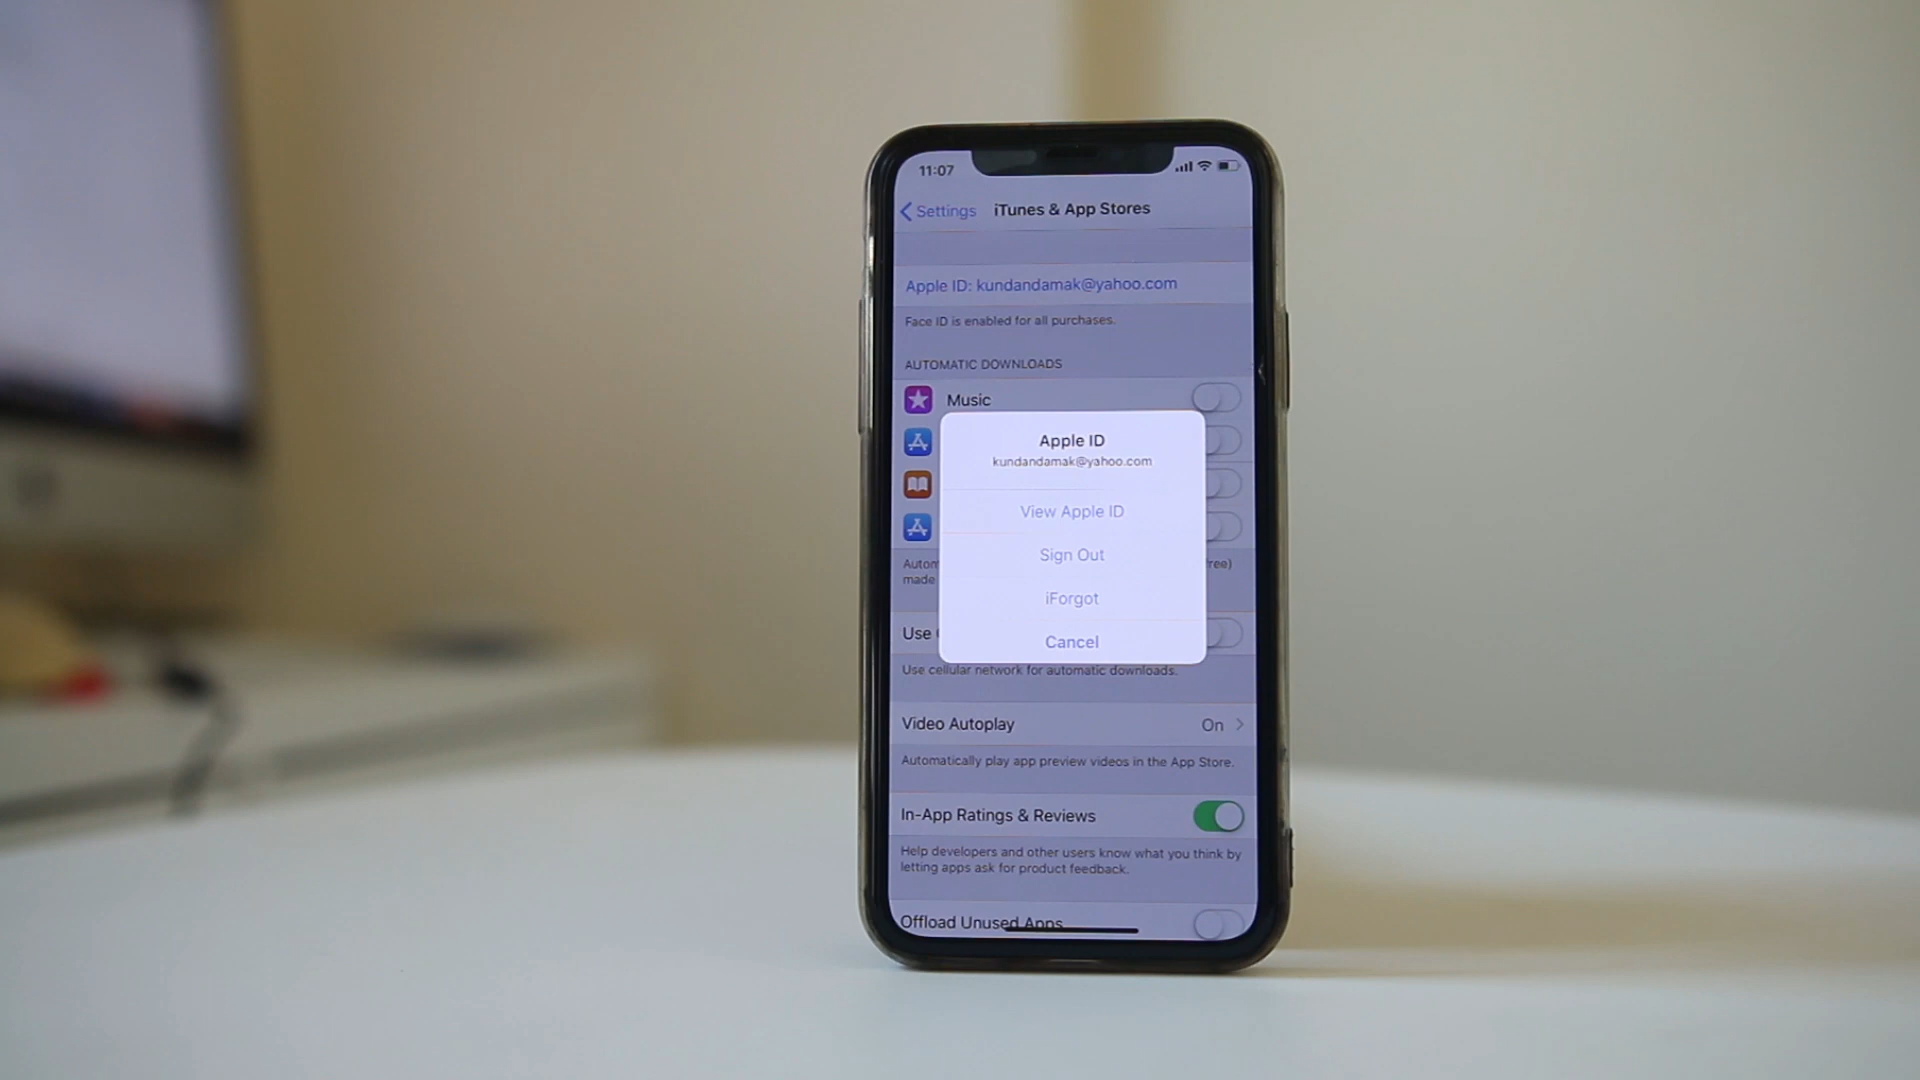 11:07
Settings
iTunes & App Stores
Apple ID: kundandamak@yahoo.com
Face ID is enabled for all purchases.
AUTOMATIC DOWNLOADS
Music
Apple ID
kundandamak@yahoo.com
View Apple ID
Sign Out
iForgot
Cancel
Autom
free)
made
Use
Use cellular network for automatic downloads.
Video Autoplay
On
Automatically play app preview videos in the App Store.
In-App Ratings & Reviews
Help developers and other users know what you think by
letting apps ask for product feedback.
Offload Unused Apps